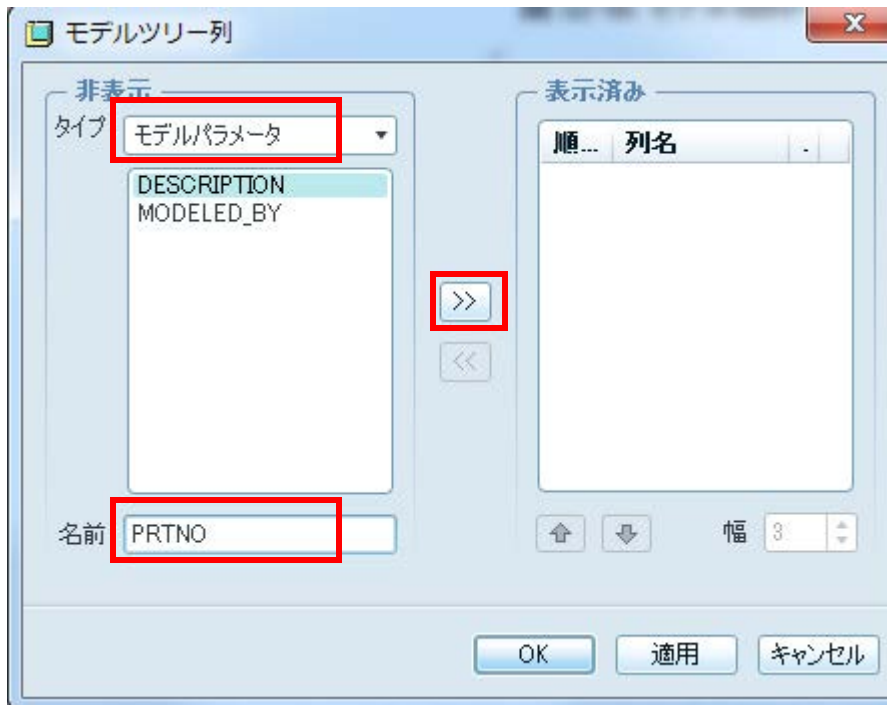 モデルツリー列
非表示
タイプ
モデルパラメータ
DESCRIPTION
MODELED_BY
>>
<<
名前
PRTNO
表示済み
順... 列名 .
幅 3
OK
適用
キャンセル